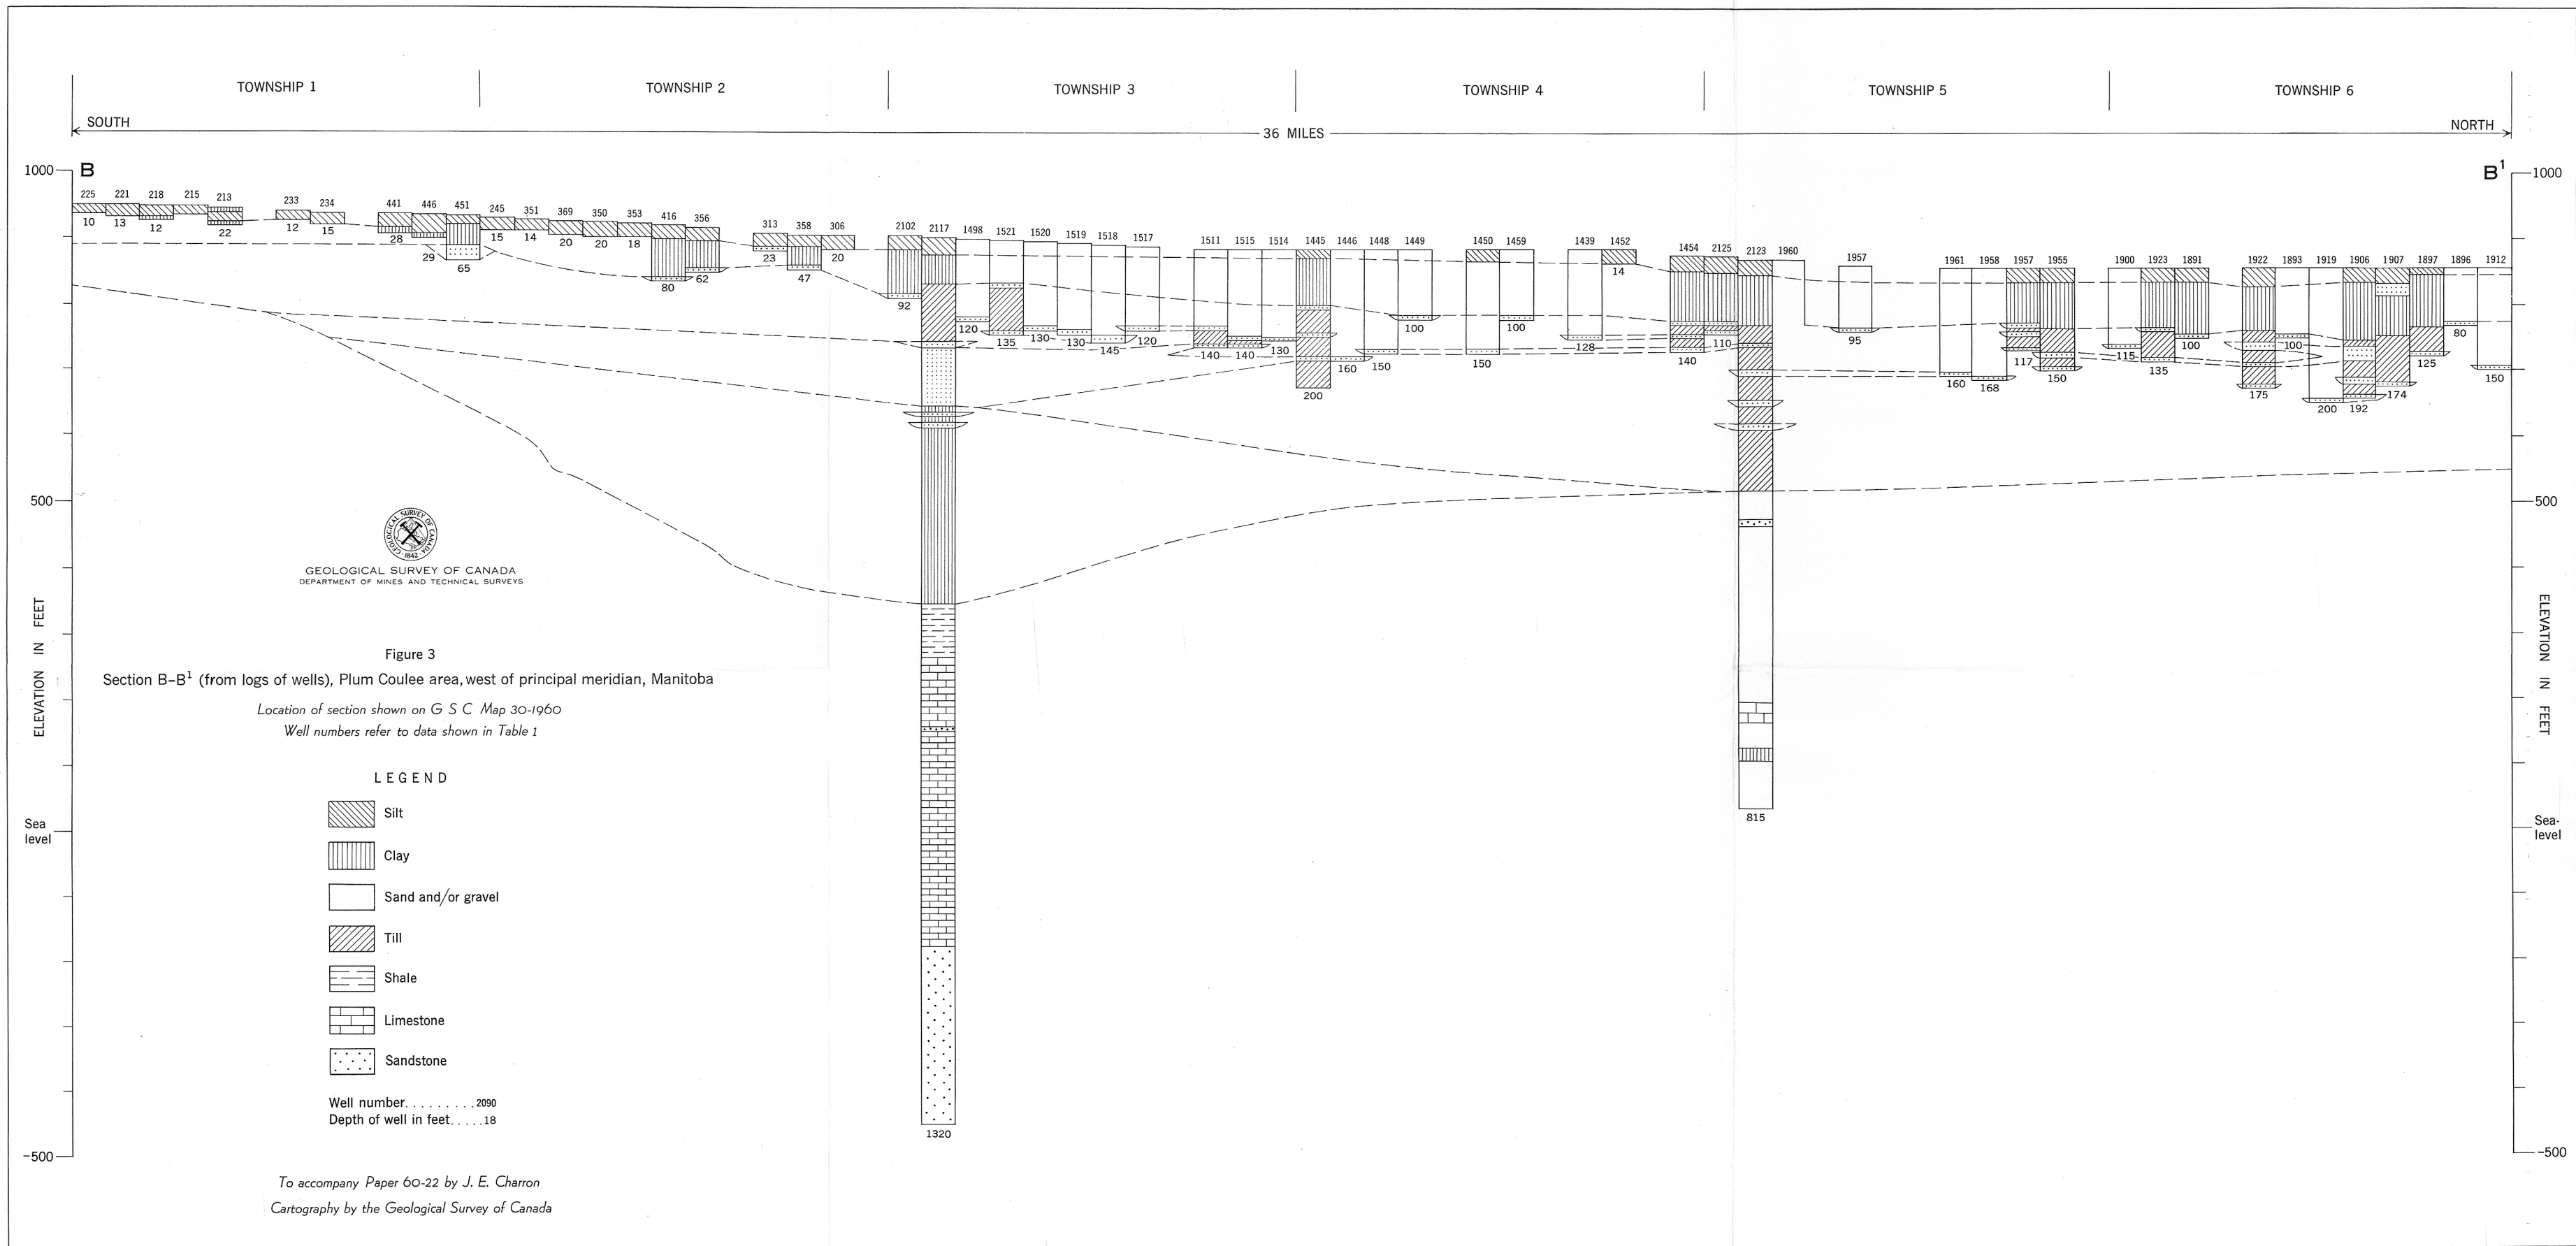 TOWNSHIP 1 TOWNSHIP 2 TOWNSHIP 3 TOWNSHIP 4 TOWNSHIP 5 TOWNSHIP 6
SOUTH 36 MILES NORTH
B B1
1000 1000
225 221 218 215 213 233 234 441 446 451 245 351 369 350 353 416 356 313 358 306 2102 2117 1498 1521 1520 1519 1518 1517 1511 1515 1514 1445 1446 1448 1449 1450 1459 1439 1452 1454 2125 2123 1960 1957 1961 1958 1957 1955 1900 1923 1891 1922 1893 1919 1906 1907 1897 1896 1912
10 13 12 22 12 15 28 29 65 15 14 20 20 18 80 62 23 47 20 92 120 135 130 130 145 120 140 140 130 200 160 150 100 150 100 128 14 140 110 95 160 168 117 150 115 135 100 175 100 200 192 174 125 80 150
500 500
GEOLOGICAL SURVEY OF CANADA
1842
GEOLOGICAL SURVEY OF CANADA
DEPARTMENT OF MINES AND TECHNICAL SURVEYS
ELEVATION IN FEET
ELEVATION IN FEET
Figure 3
Section B–B1 (from logs of wells), Plum Coulee area, west of principal meridian, Manitoba
Location of section shown on G S C Map 30-1960
Well numbers refer to data shown in Table 1
LEGEND
Silt
815
Sea
level
Sea-
level
Clay
Sand and/or gravel
Till
Shale
Limestone
Sandstone
Well number.........2090
Depth of well in feet.....18
1320
-500 -500
To accompany Paper 60-22 by J. E. Charron
Cartography by the Geological Survey of Canada